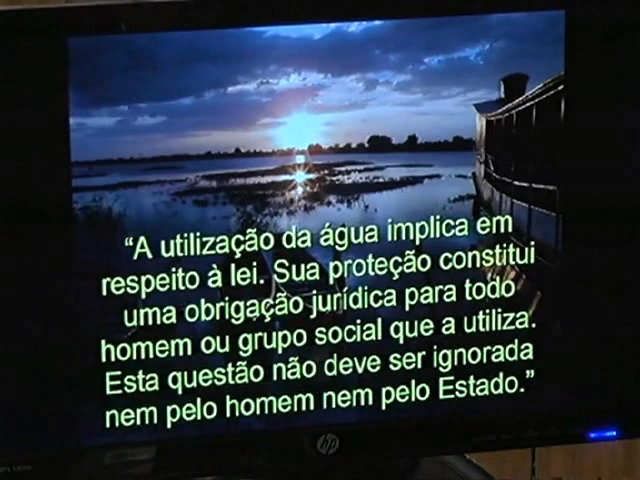 “A utilização da água implica em
respeito à lei. Sua proteção constitui
uma obrigação jurídica para todo
homem ou grupo social que a utiliza.
Esta questão não deve ser ignorada
nem pelo homem nem pelo Estado.”
hp